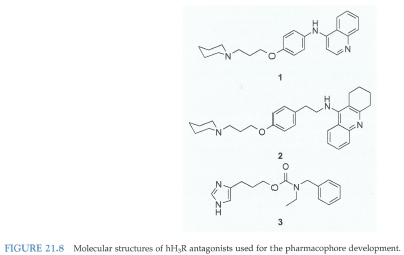 H
N
N
O
N
1
H
N
N
O
N
2
O
N
O
N
N
H
3
FIGURE 21.8 Molecular structures of hH₃R antagonists used for the pharmacophore development.